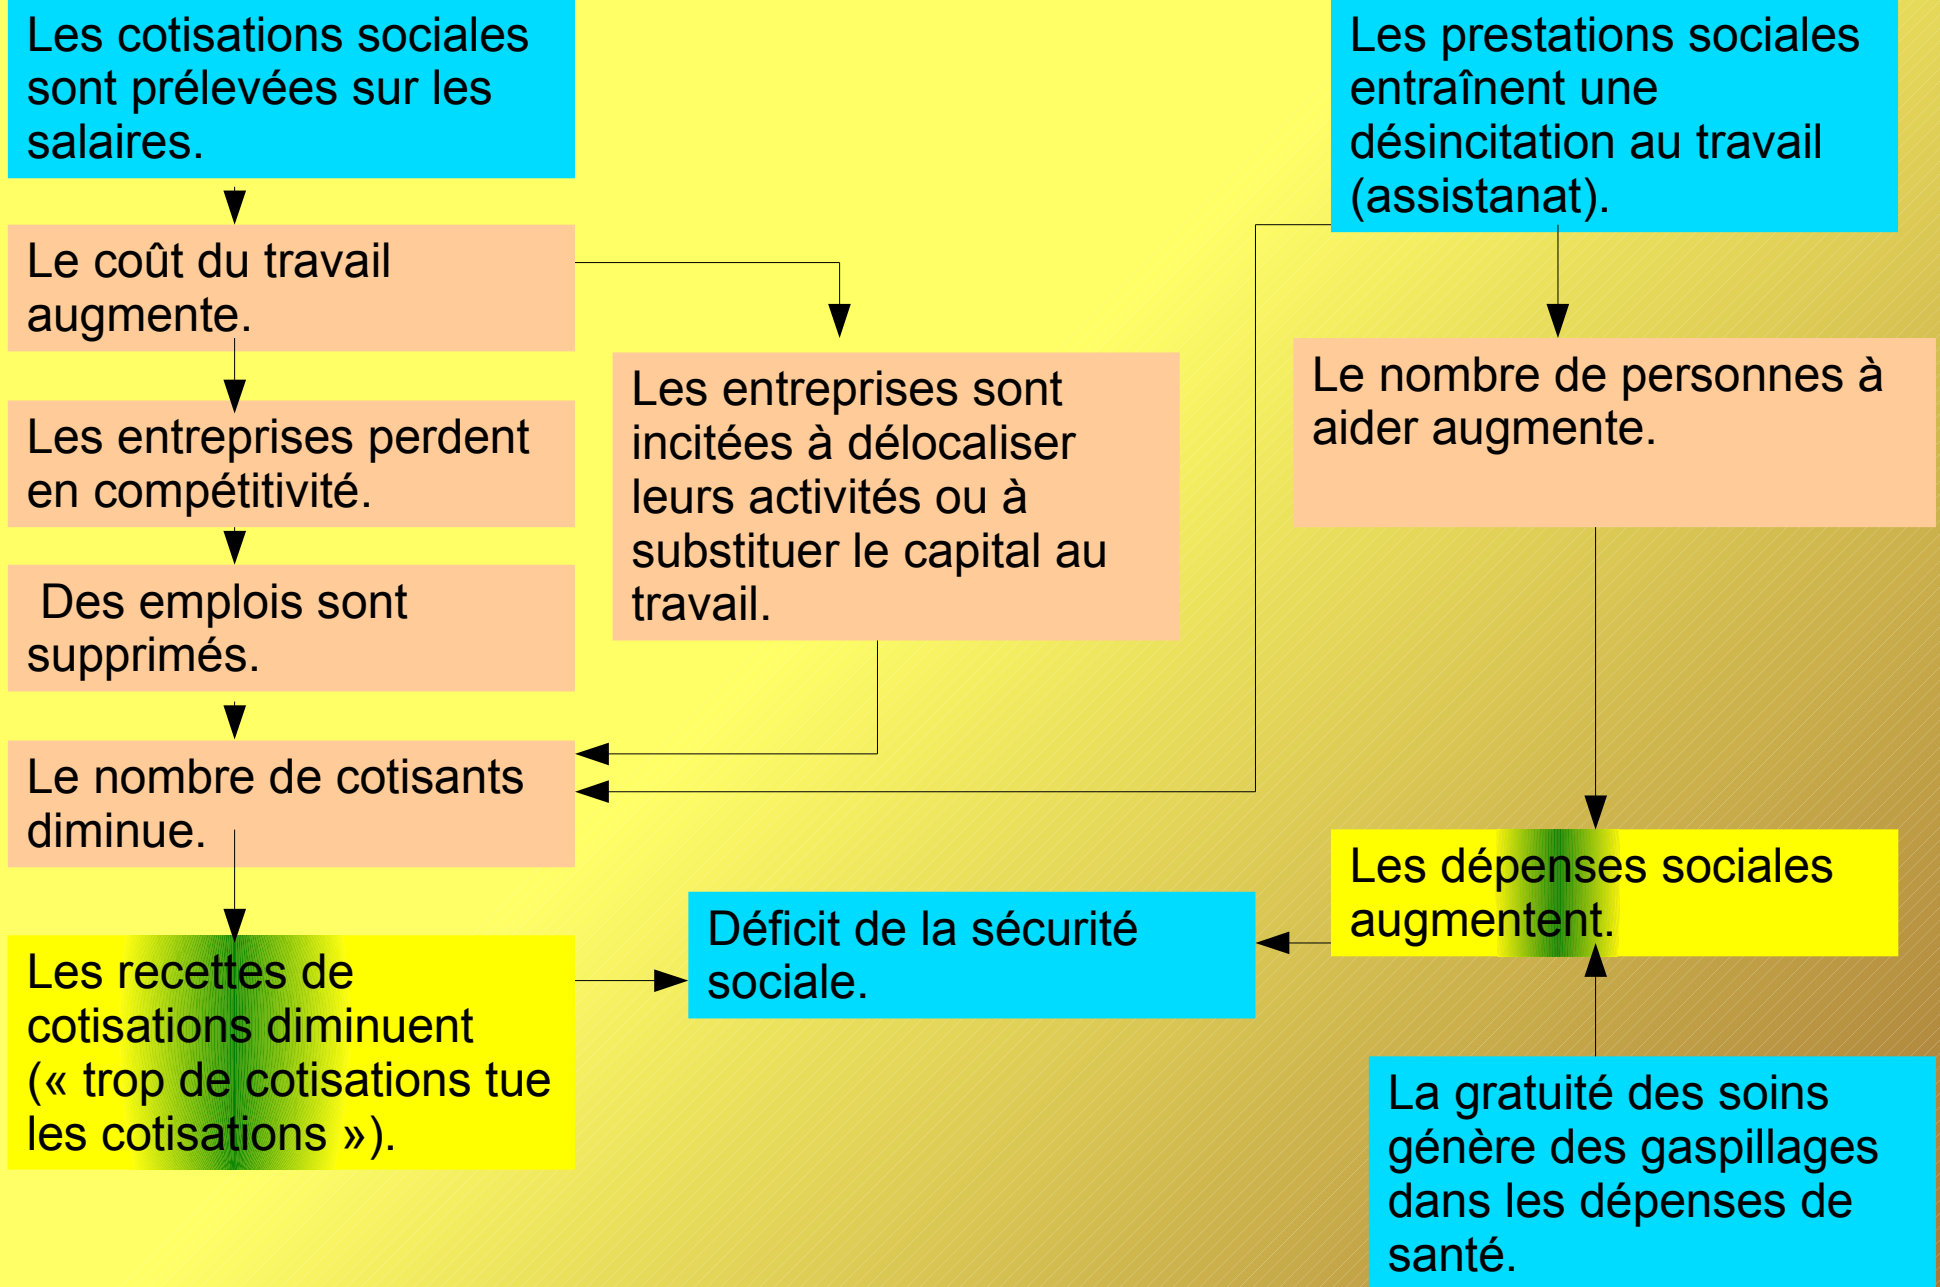 Les cotisations sociales
sont prélevées sur les
salaires.
Le coût du travail
augmente.
Les entreprises perdent
en compétitivité.
Des emplois sont
supprimés.
Le nombre de cotisants
diminue.
Les recettes de
cotisations diminuent
(« trop de cotisations tue
les cotisations »).
Les entreprises sont
incitées à délocaliser
leurs activités ou à
substituer le capital au
travail.
Déficit de la sécurité
sociale.
Les prestations sociales
entraînent une
désincitation au travail
(assistanat).
Le nombre de personnes à
aider augmente.
Les dépenses sociales
augmentent.
La gratuité des soins
génère des gaspillages
dans les dépenses de
santé.